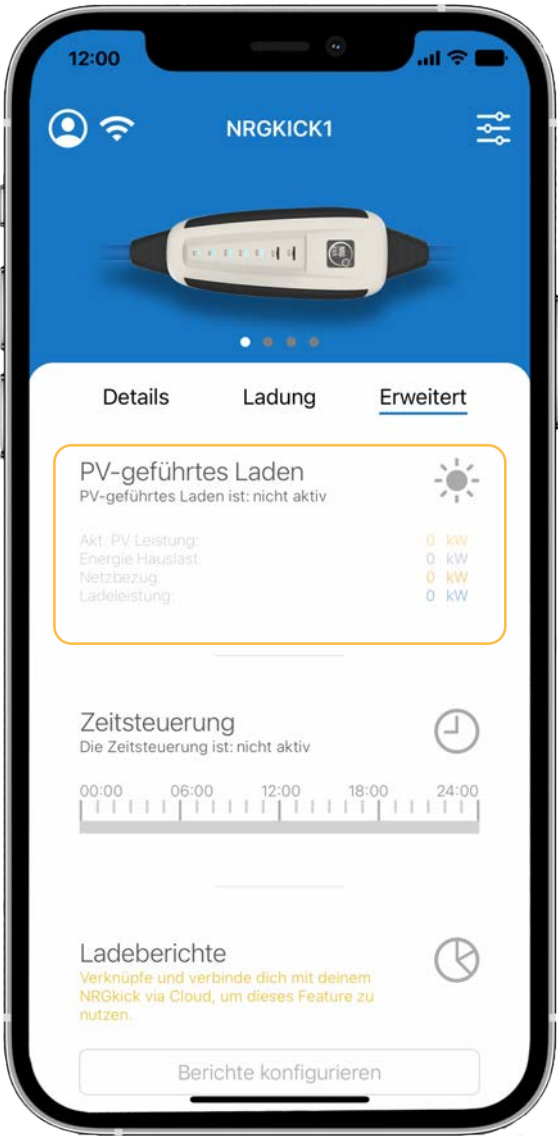 12:00
NRGKICK1
Details Ladung Erweitert
PV-geführtes Laden
PV-geführtes Laden ist: nicht aktiv
Akt. PV Leistung: 0 kW
Energie Hauslast: 0 kW
Netzbezug: 0 kW
Ladeleistung: 0 kW
Zeitsteuerung
Die Zeitsteuerung ist: nicht aktiv
00:00 06:00 12:00 18:00 24:00
Ladeberichte
Verknüpfe und verbinde dich mit deinem
NRGkick via Cloud, um dieses Feature zu
nutzen.
Berichte konfigurieren